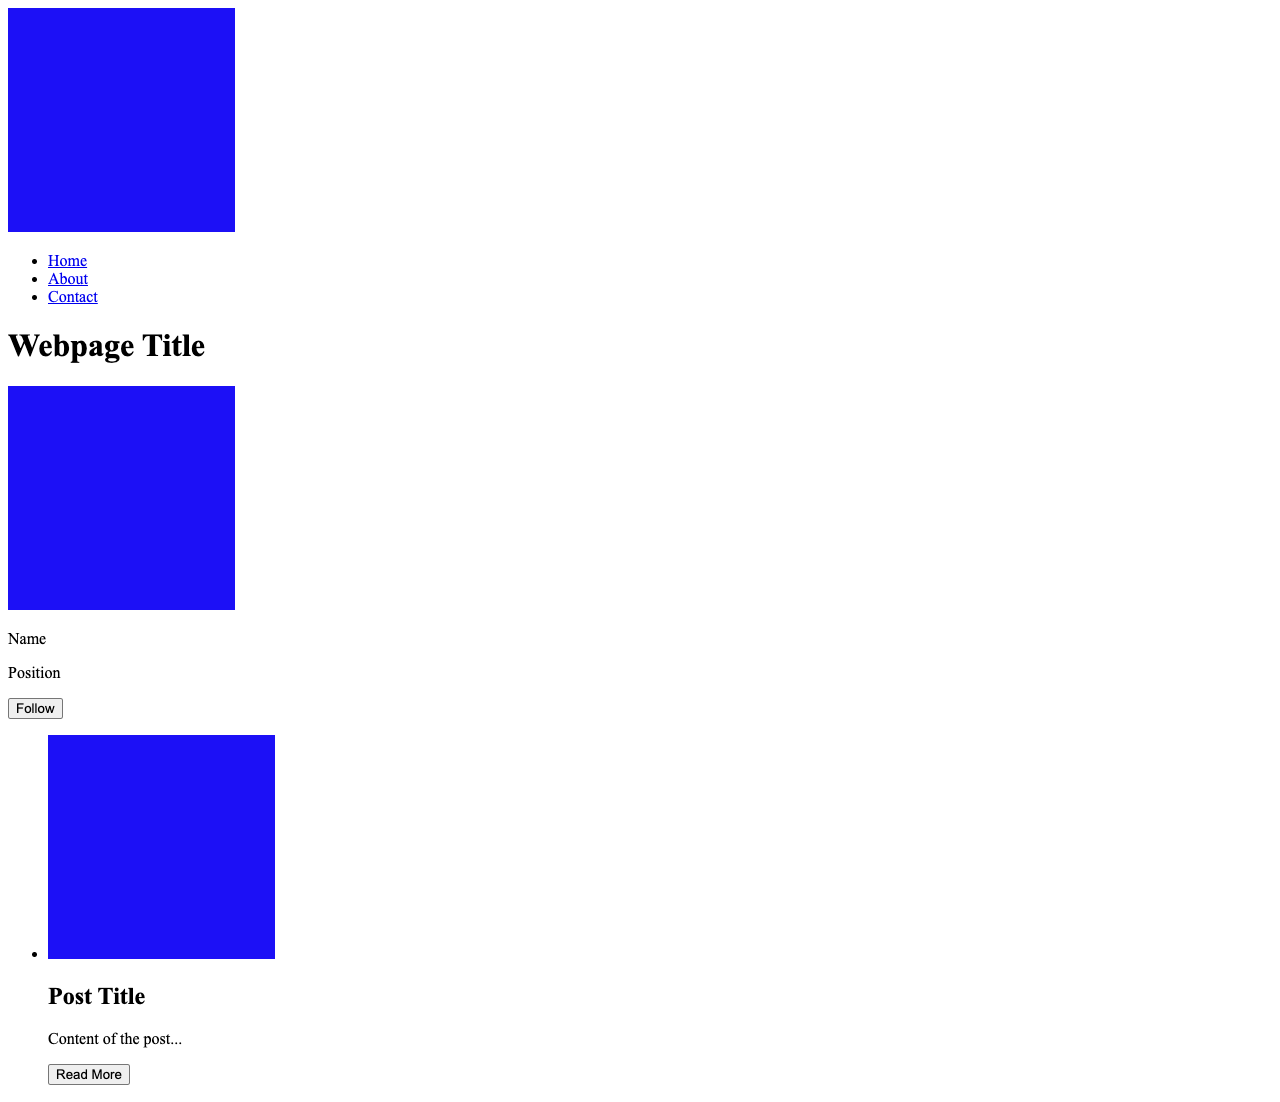 Home
About
Contact
Webpage Title
Name
Position
Follow
Post Title
Content of the post...
Read More